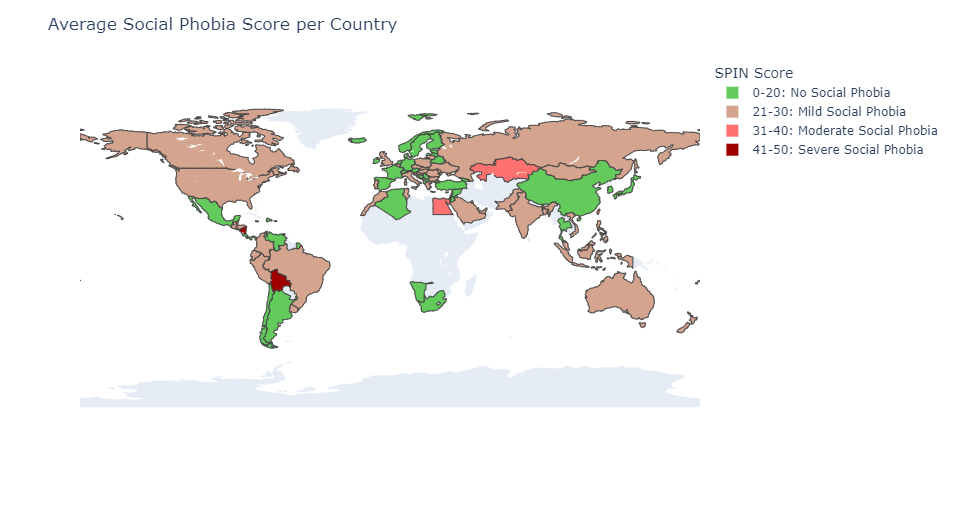 Average Social Phobia Score per Country
SPIN Score
0-20: No Social Phobia
21-30: Mild Social Phobia
31-40: Moderate Social Phobia
41-50: Severe Social Phobia